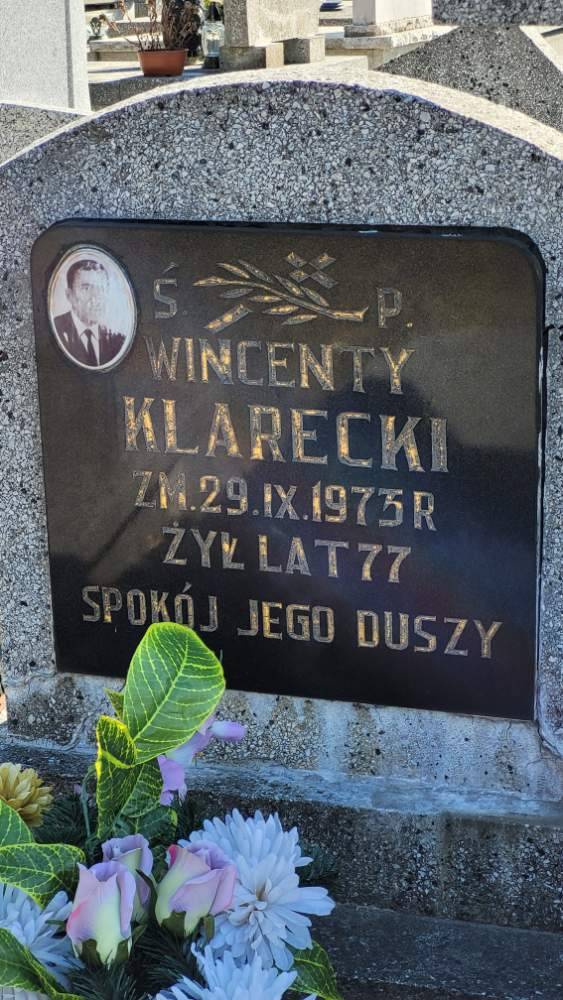 Ś. P.
WINCENTY
KLARECKI
ZM.29.IX.1973R
ŻYŁ LAT 77
SPOKÓJ JEGO DUSZY